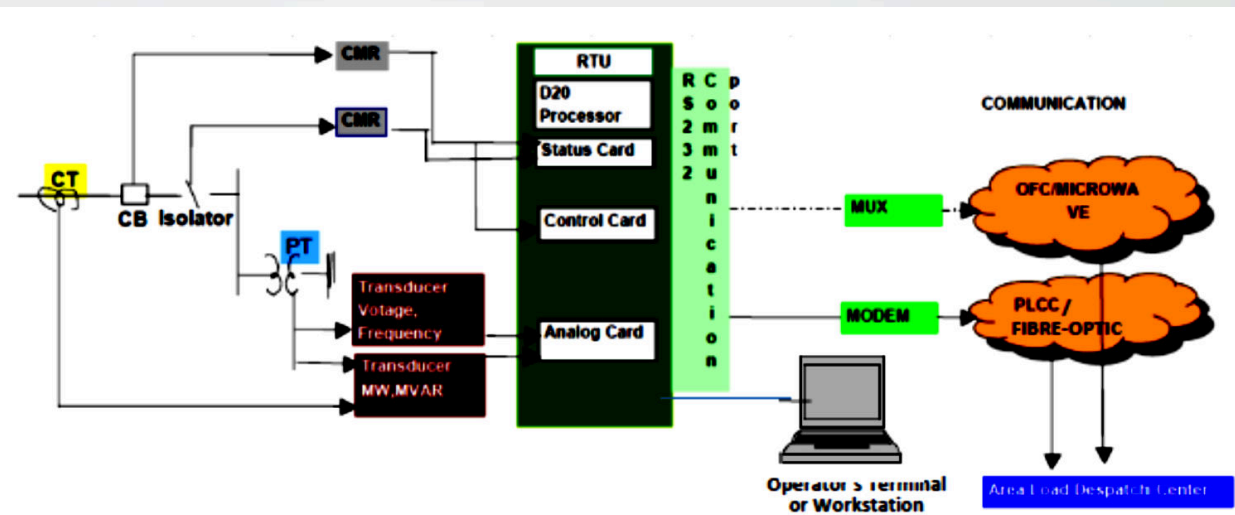 CMR
CMR
CT
CB Isolator
PT
Transducer
Votage,
Frequency
Transducer
MW,MVAR
RTU
D20
Processor
Status Card
Control Card
Analog Card
RS232
Communication
port
MUX
MODEM
COMMUNICATION
OFC/MICROWA
VE
PLCC /
FIBRE-OPTIC
Operator's Terminal
or Workstation
Area Load Despatch Center